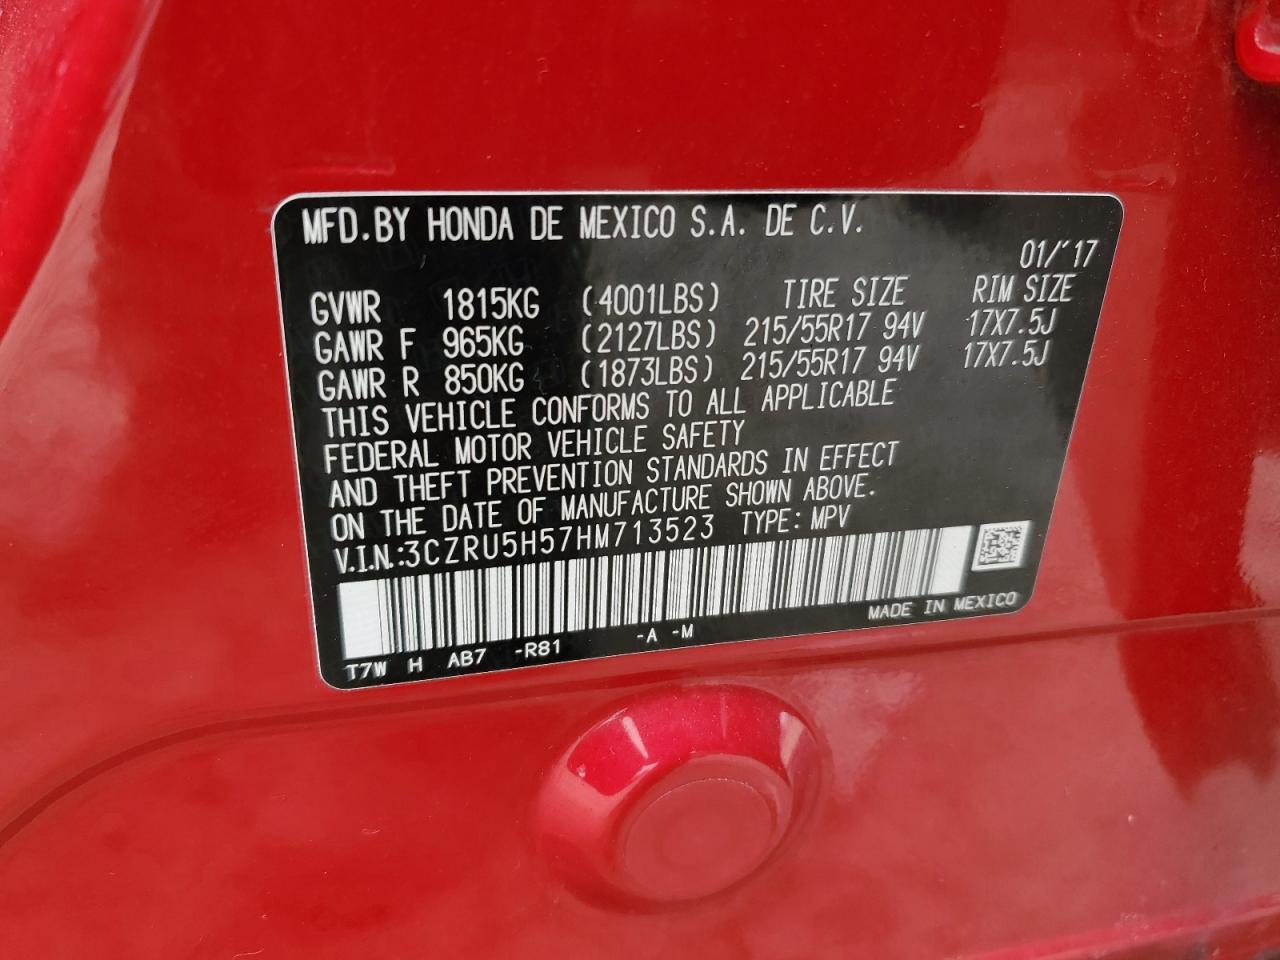 MFD.BY HONDA DE MEXICO S.A. DE C.V.
01/'17
GVWR 1815KG (4001LBS) TIRE SIZE RIM SIZE
GAWR F 965KG (2127LBS) 215/55R17 94V 17X7.5J
GAWR R 850KG (1873LBS) 215/55R17 94V 17X7.5J
THIS VEHICLE CONFORMS TO ALL APPLICABLE
FEDERAL MOTOR VEHICLE SAFETY
AND THEFT PREVENTION STANDARDS IN EFFECT
ON THE DATE OF MANUFACTURE SHOWN ABOVE.
V.I.N.:3CZRU5H57HM713523 TYPE: MPV
MADE IN MEXICO
T7W H AB7 -R81 -A -M